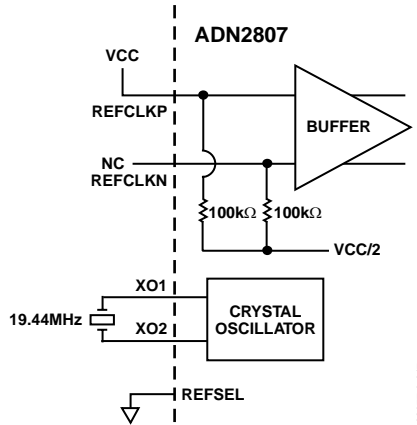 ADN2807
VCC
REFCLKP
BUFFER
NC
REFCLKN
100kΩ 100kΩ
VCC/2
XO1
19.44MHz
XO2
CRYSTAL
OSCILLATOR
REFSEL